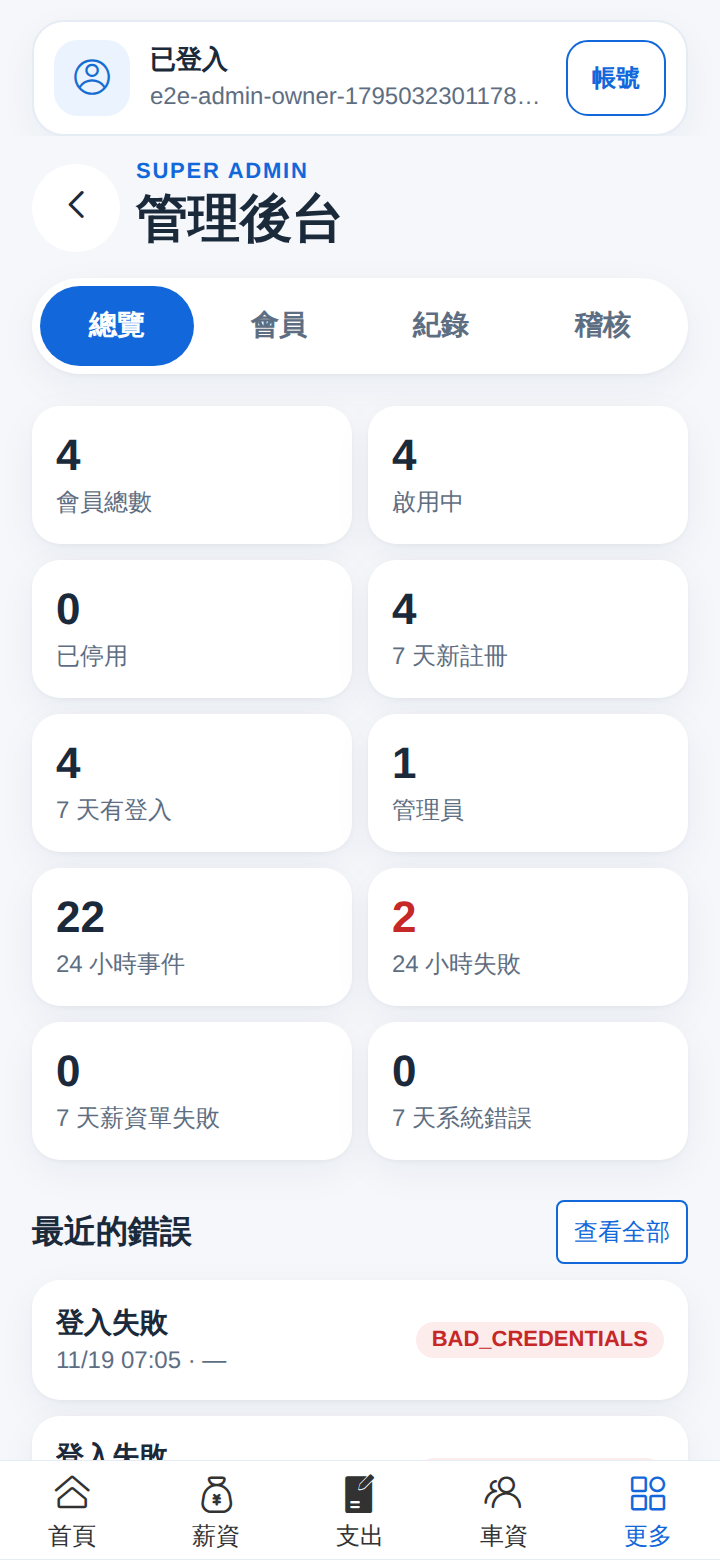 已登入
e2e-admin-owner-1795032301178…
帳號
SUPER ADMIN
管理後台
總覽 會員 紀錄 稽核
4
會員總數
4
啟用中
0
已停用
4
7 天新註冊
4
7 天有登入
1
管理員
22
24 小時事件
2
24 小時失敗
0
7 天薪資單失敗
0
7 天系統錯誤
最近的錯誤
查看全部
登入失敗
11/19 07:05 · —
BAD_CREDENTIALS
登入失敗
首頁 薪資 支出 車資 更多